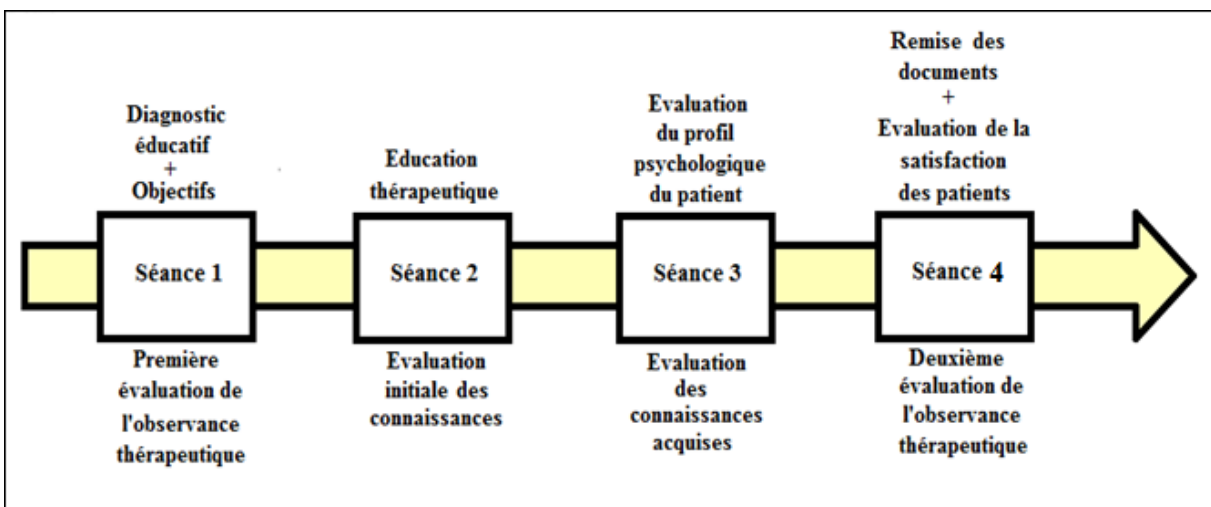 Diagnostic
éducatif
+
Objectifs
Education
thérapeutique
Evaluation
du profil
psychologique
du patient
Remise des
documents
+
Evaluation de la
satisfaction
des patients
Séance 1
Séance 2
Séance 3
Séance 4
Première
évaluation de
l'observance
thérapeutique
Evaluation
initiale des
connaissances
Evaluation
des
connaissances
acquises
Deuxième
évaluation de
l'observance
thérapeutique